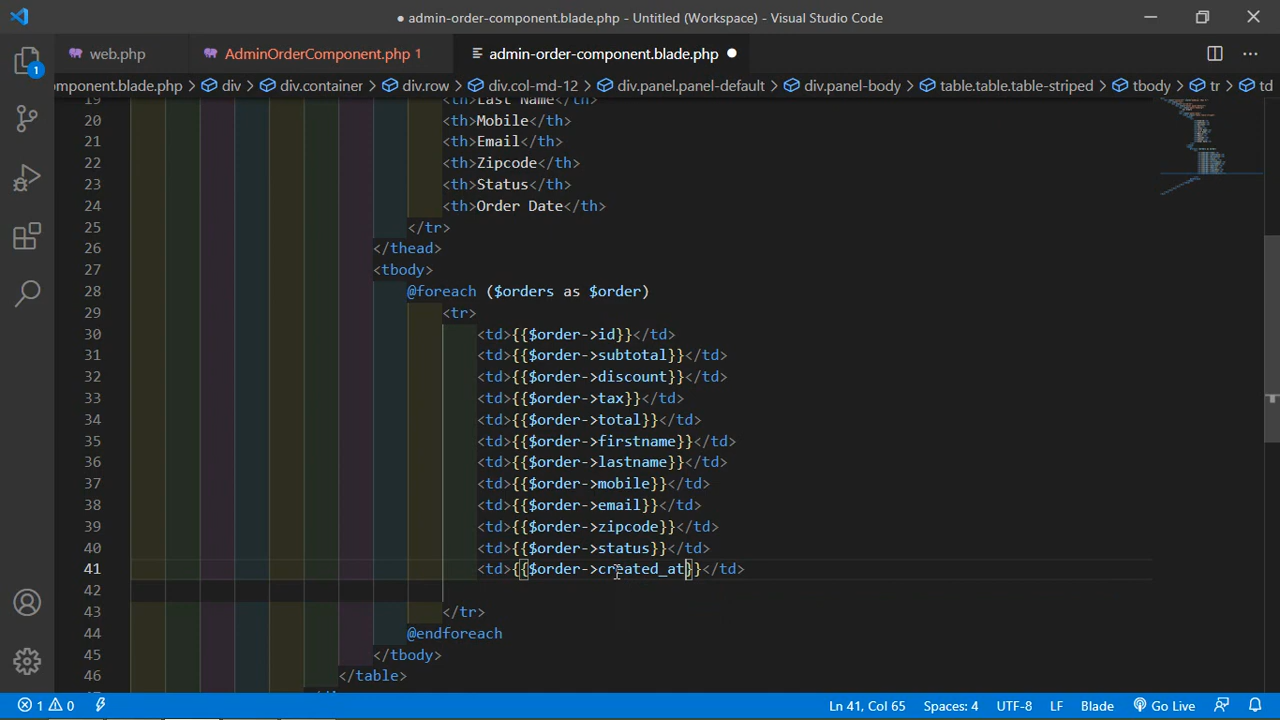 ● admin-order-component.blade.php - Untitled (Workspace) - Visual Studio Code
web.php
AdminOrderComponent.php 1
admin-order-component.blade.php ●
omponent.blade.php > div > div.container > div.row > div.col-md-12 > div.panel.panel-default > div.panel-body > table.table.table-striped > tbody > tr > td
19 <th>Last Name</th>
20 <th>Mobile</th>
21 <th>Email</th>
22 <th>Zipcode</th>
23 <th>Status</th>
24 <th>Order Date</th>
25 </tr>
26 </thead>
27 <tbody>
28 @foreach ($orders as $order)
29 <tr>
30 <td>{{$order->id}}</td>
31 <td>{{$order->subtotal}}</td>
32 <td>{{$order->discount}}</td>
33 <td>{{$order->tax}}</td>
34 <td>{{$order->total}}</td>
35 <td>{{$order->firstname}}</td>
36 <td>{{$order->lastname}}</td>
37 <td>{{$order->mobile}}</td>
38 <td>{{$order->email}}</td>
39 <td>{{$order->zipcode}}</td>
40 <td>{{$order->status}}</td>
41 <td>{{$order->created_at}}</td>
42
43 </tr>
44 @endforeach
45 </tbody>
46 </table>
1
1 0
Ln 41, Col 65 Spaces: 4 UTF-8 LF Blade Go Live